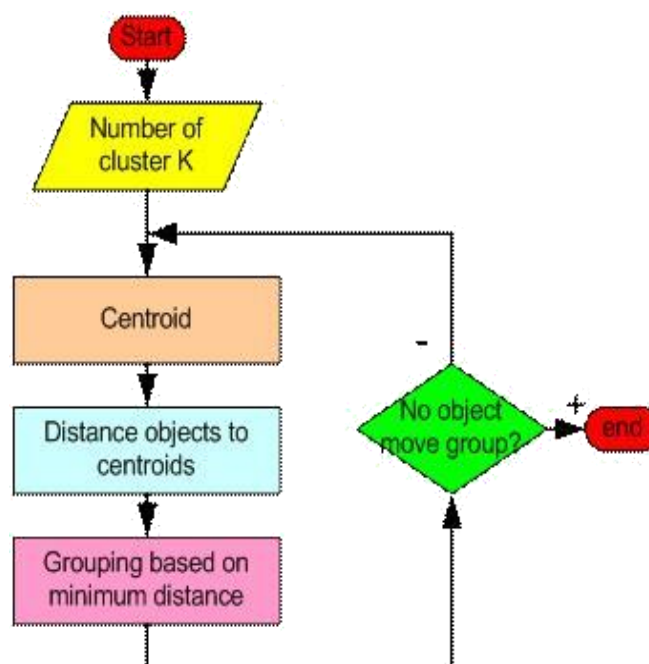 Start
Number of
cluster K
Centroid
Distance objects to
centroids
Grouping based on
minimum distance
-
No object
move group?
+
end